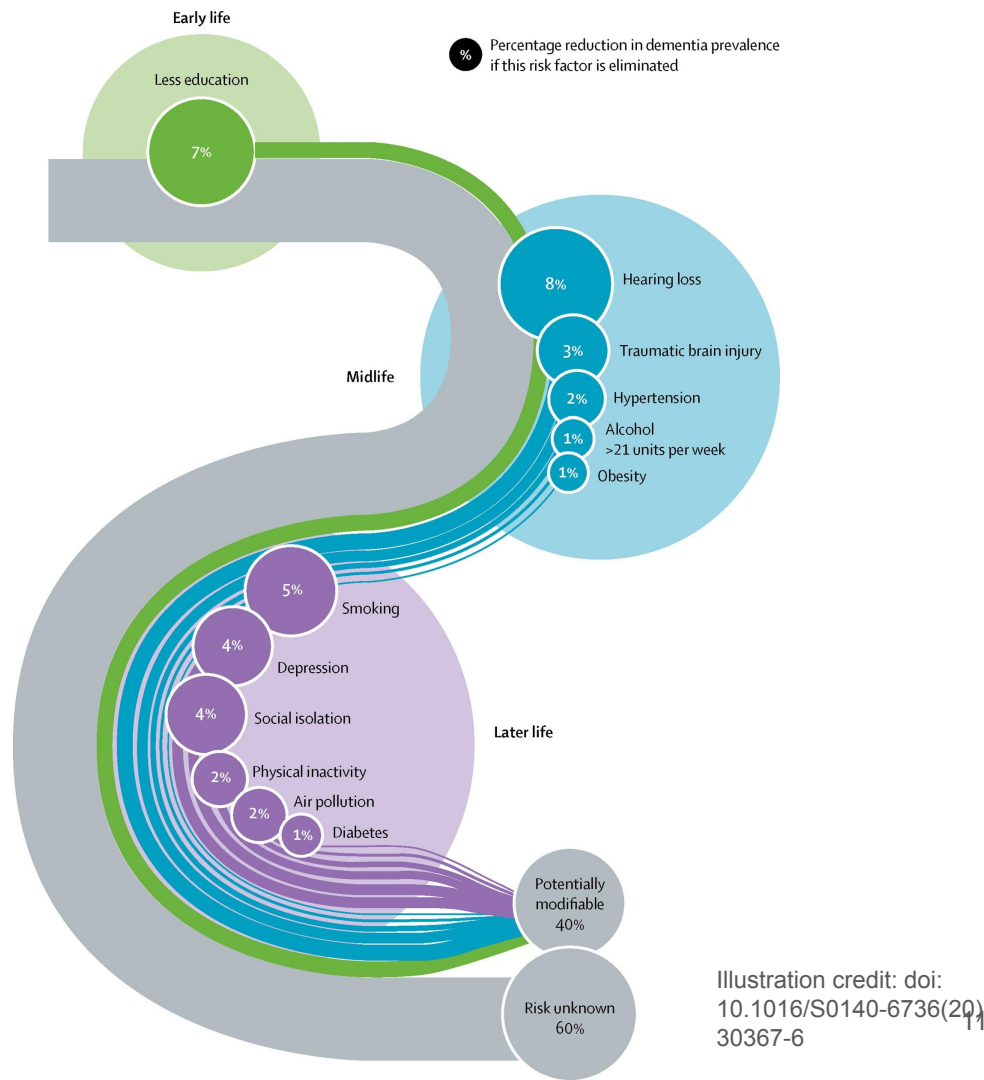 Early life
% Percentage reduction in dementia prevalence
if this risk factor is eliminated
Less education
7%
8% Hearing loss
3% Traumatic brain injury
Midlife
2% Hypertension
1% Alcohol
>21 units per week
1% Obesity
5% Smoking
4% Depression
4% Social isolation
Later life
2% Physical inactivity
2% Air pollution
1% Diabetes
Potentially
modifiable
40%
Risk unknown
60%
Illustration credit: doi:
10.1016/S0140-6736(20)
30367-6
11